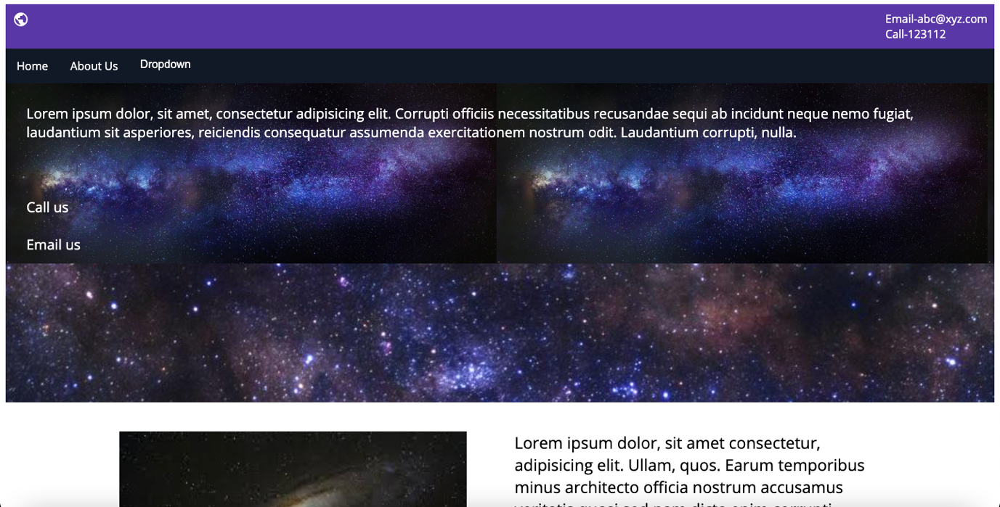 Email-abc@xyz.com
Call-123112
Home About Us Dropdown
Lorem ipsum dolor, sit amet, consectetur adipisicing elit. Corrupti officiis necessitatibus recusandae sequi ab incidunt neque nemo fugiat,
laudantium sit asperiores, reiciendis consequatur assumenda exercitationem nostrum odit. Laudantium corrupti, nulla.
Call us
Email us
Lorem ipsum dolor, sit amet consectetur,
adipisicing elit. Ullam, quos. Earum temporibus
minus architecto officia nostrum accusamus